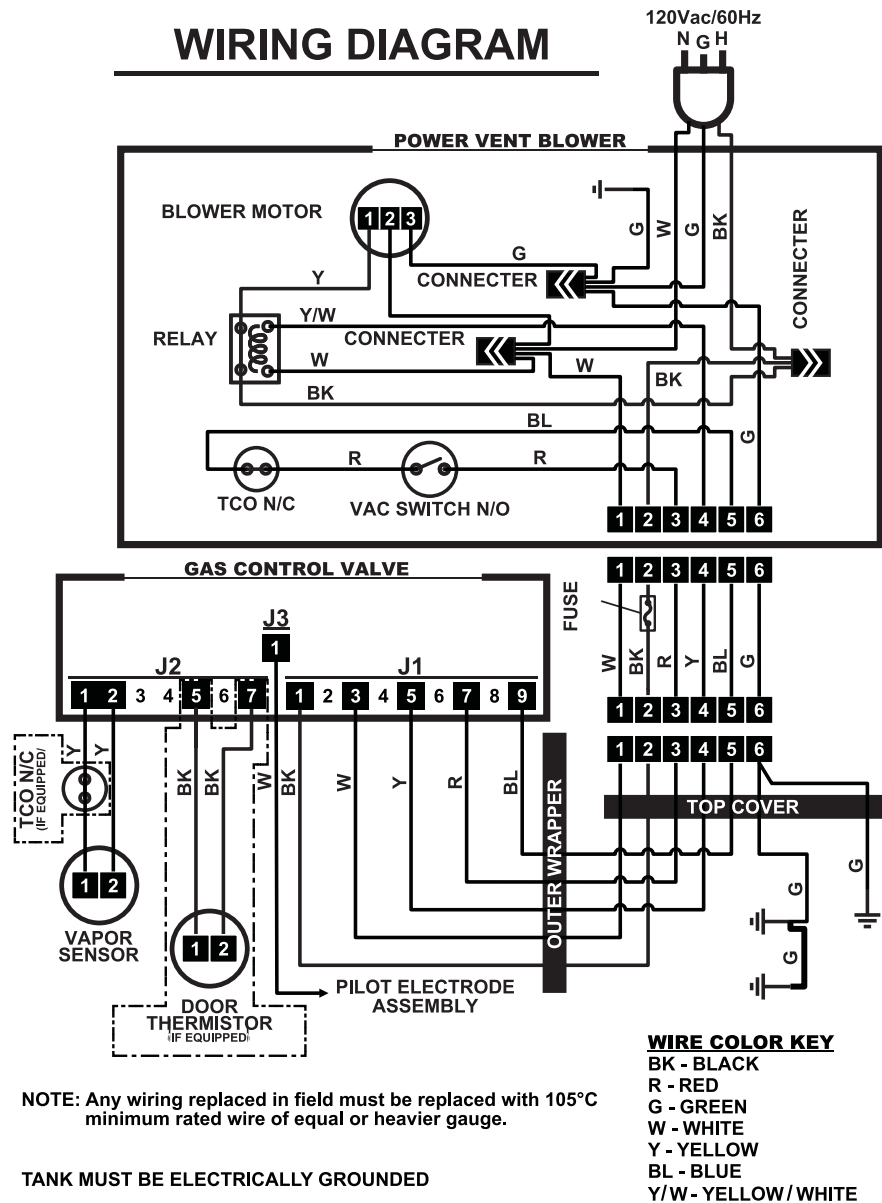 WIRING DIAGRAM
120Vac/60Hz
N G H
POWER VENT BLOWER
BLOWER MOTOR
1 2 3
G
W
G
BK
CONNECTER
G
CONNECTER
Y
Y/W
RELAY
CONNECTER
W
W
BK
BK
BL
G
R
R
TCO N/C
VAC SWITCH N/O
1 2 3 4 5 6
GAS CONTROL VALVE
1 2 3 4 5 6
FUSE
J3
1
W
BK
R
Y
BL
G
J2
J1
1 2 3 4 5 6 7
1 2 3 4 5 6 7 8 9
1 2 3 4 5 6
1 2 3 4 5 6
TCO N/C
(IF EQUIPPED/
Y
Y
BK
BK
W
BK
W
Y
R
BL
OUTER WRAPPER
TOP COVER
1 2
VAPOR
SENSOR
1 2
DOOR
THERMISTOR
(IF EQUIPPED)
PILOT ELECTRODE
ASSEMBLY
G
G
G
WIRE COLOR KEY
BK - BLACK
R - RED
G - GREEN
W - WHITE
Y - YELLOW
BL - BLUE
Y/W - YELLOW/WHITE
NOTE: Any wiring replaced in field must be replaced with 105°C
minimum rated wire of equal or heavier gauge.
TANK MUST BE ELECTRICALLY GROUNDED